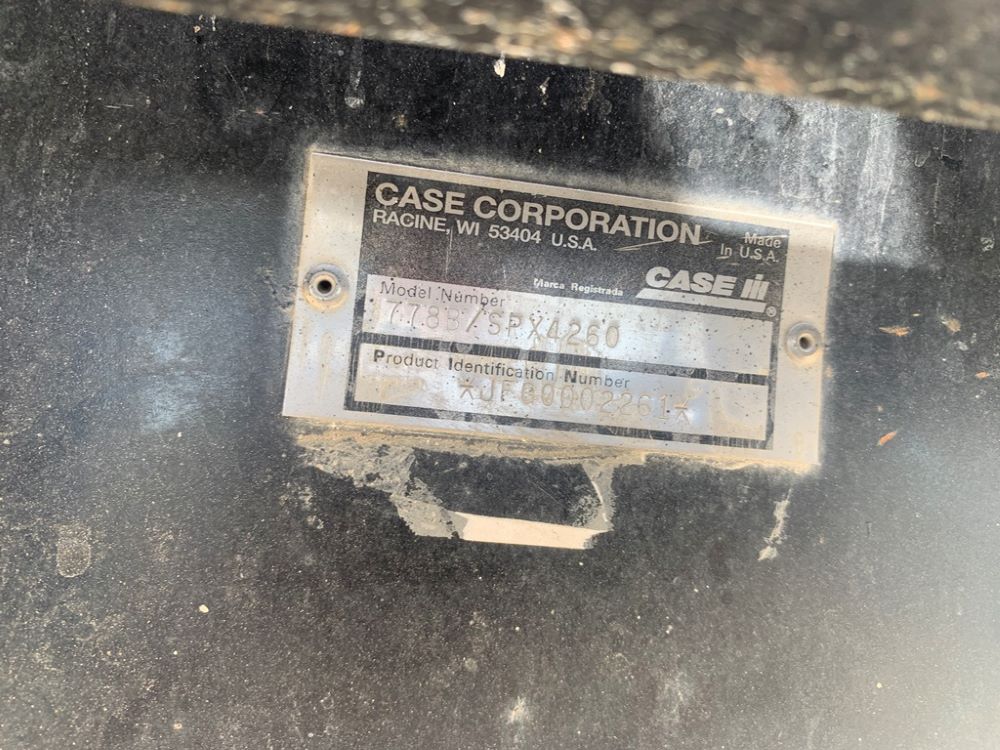 CASE CORPORATION
RACINE, WI 53404 U.S.A.
Made
In U.S.A.
Marca Registrada
CASE IH
®
Model Number
778B/SPX4260
Product Identification Number
*JFG0002261*